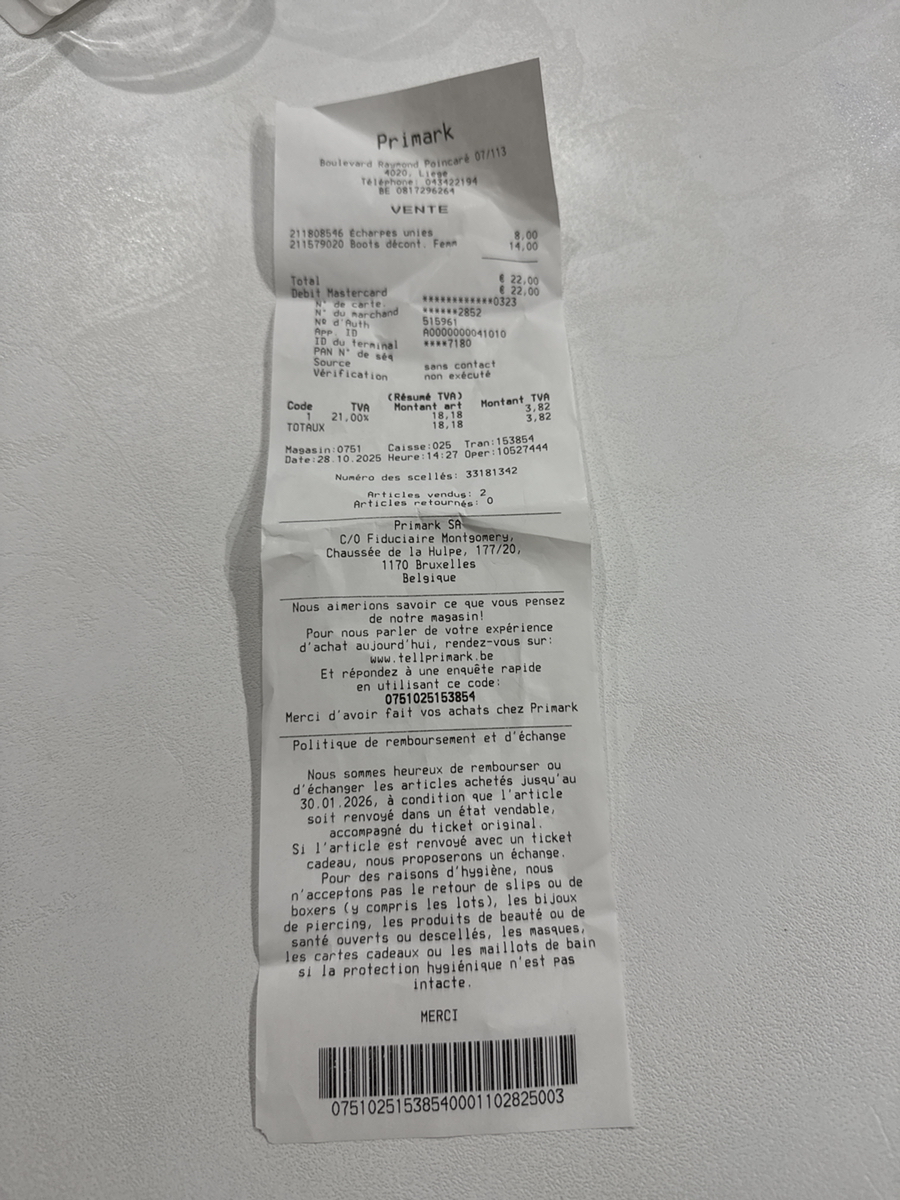 Primark
Boulevard Raymond Poincaré 07/113
4020, Liège
Téléphone: 043422194
BE 0817296264
VENTE
211808546 Écharpes unies 8,00
211579020 Boots décont. Femm 14,00
Total € 22,00
Debit Mastercard € 22,00
N° de carte. ************0323
N° du marchand ******2852
Nº d'Auth 515961
App. ID A0000000041010
ID du terminal ****7180
PAN N° de séq
Source sans contact
Vérification non exécuté
(Résumé TVA)
Code TVA Montant art Montant TVA
1 21,00% 18,18 3,82
TOTAUX 18,18 3,82
Magasin:0751 Caisse:025 Tran:153854
Date:28.10.2025 Heure:14:27 Oper:10527444
Numéro des scellés: 33181342
Articles vendus: 2
Articles retournés: 0
Primark SA
C/O Fiduciaire Montgomery,
Chaussée de la Hulpe, 177/20,
1170 Bruxelles
Belgique
Nous aimerions savoir ce que vous pensez
de notre magasin!
Pour nous parler de votre expérience
d'achat aujourd'hui, rendez-vous sur:
www.tellprimark.be
Et répondez à une enquête rapide
en utilisant ce code:
0751025153854
Merci d'avoir fait vos achats chez Primark
Politique de remboursement et d'échange
Nous sommes heureux de rembourser ou
d'échanger les articles achetés jusqu'au
30.01.2026, à condition que l'article
soit renvoyé dans un état vendable,
accompagné du ticket original.
Si l'article est renvoyé avec un ticket
cadeau, nous proposerons un échange.
Pour des raisons d'hygiène, nous
n'acceptons pas le retour de slips ou de
boxers (y compris les lots), les bijoux
de piercing, les produits de beauté ou de
santé ouverts ou descellés, les masques,
les cartes cadeaux ou les maillots de bain
si la protection hygiénique n'est pas
intacte.
MERCI
07510251538540001102825003